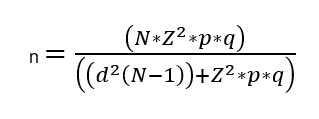 n = (N*Z²*p*q) / ((d²(N−1))+Z²*p*q)